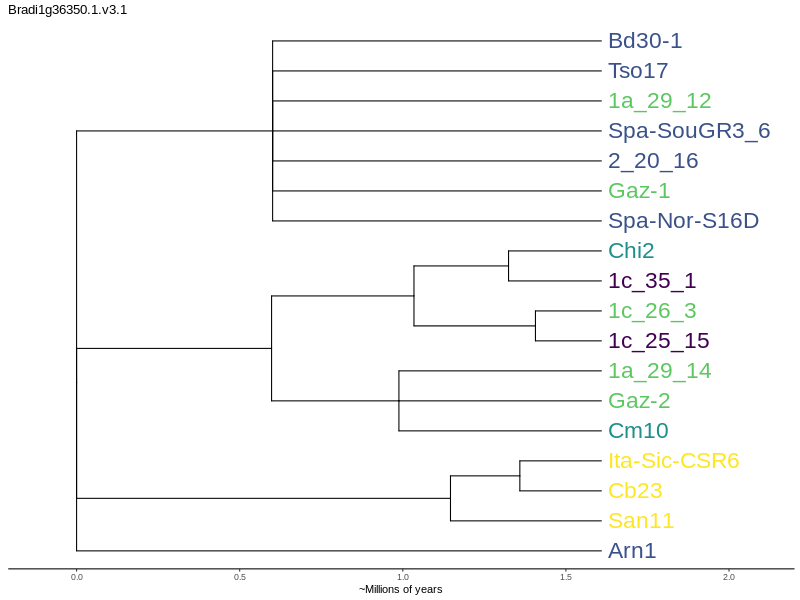 Bradi1g36350.1.v3.1
Bd30-1
Tso17
1a_29_12
Spa-SouGR3_6
2_20_16
Gaz-1
Spa-Nor-S16D
Chi2
1c_35_1
1c_26_3
1c_25_15
1a_29_14
Gaz-2
Cm10
Ita-Sic-CSR6
Cb23
San11
Arn1
0.0 0.5 1.0 1.5 2.0
~Millions of years